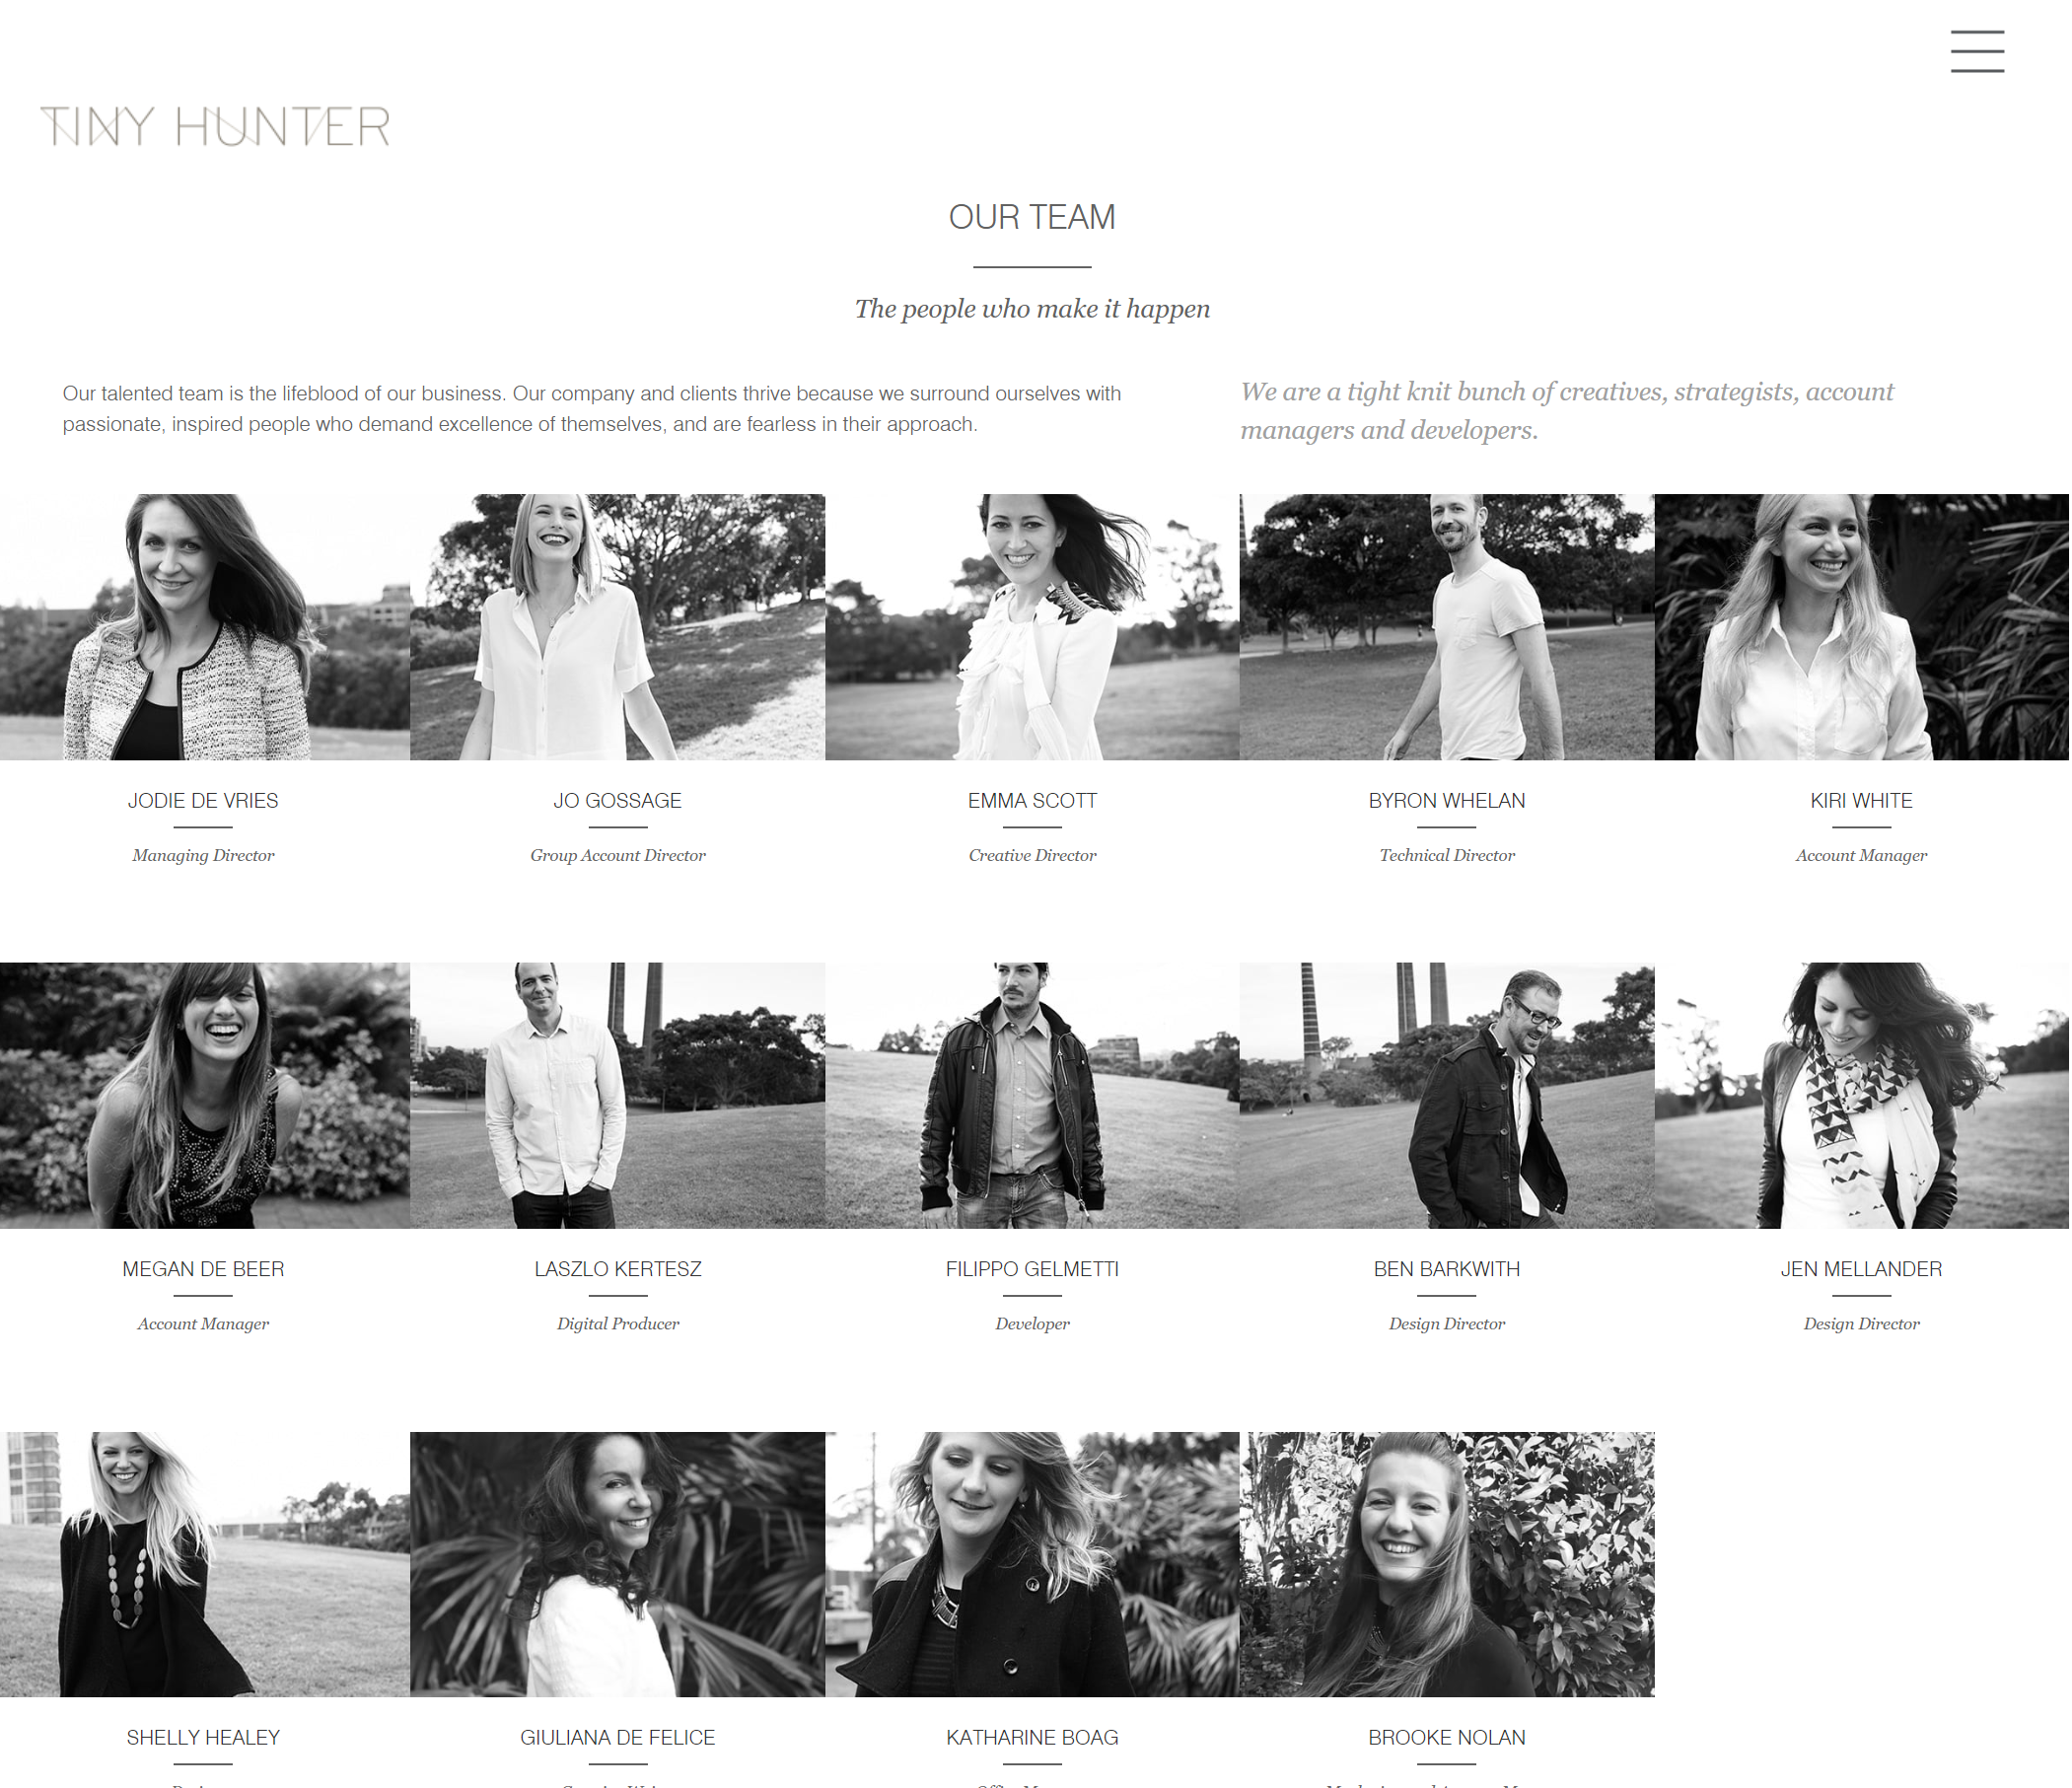 TINY HUNTER
OUR TEAM
The people who make it happen
Our talented team is the lifeblood of our business. Our company and clients thrive because we surround ourselves with
passionate, inspired people who demand excellence of themselves, and are fearless in their approach.
We are a tight knit bunch of creatives, strategists, account
managers and developers.
JODIE DE VRIES
Managing Director
JO GOSSAGE
Group Account Director
EMMA SCOTT
Creative Director
BYRON WHELAN
Technical Director
KIRI WHITE
Account Manager
MEGAN DE BEER
Account Manager
LASZLO KERTESZ
Digital Producer
FILIPPO GELMETTI
Developer
BEN BARKWITH
Design Director
JEN MELLANDER
Design Director
SHELLY HEALEY
GIULIANA DE FELICE
KATHARINE BOAG
BROOKE NOLAN